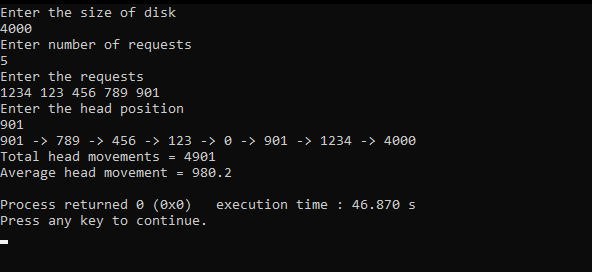 Enter the size of disk
4000
Enter number of requests
5
Enter the requests
1234 123 456 789 901
Enter the head position
901
901 -> 789 -> 456 -> 123 -> 0 -> 901 -> 1234 -> 4000
Total head movements = 4901
Average head movement = 980.2
Process returned 0 (0x0)   execution time : 46.870 s
Press any key to continue.